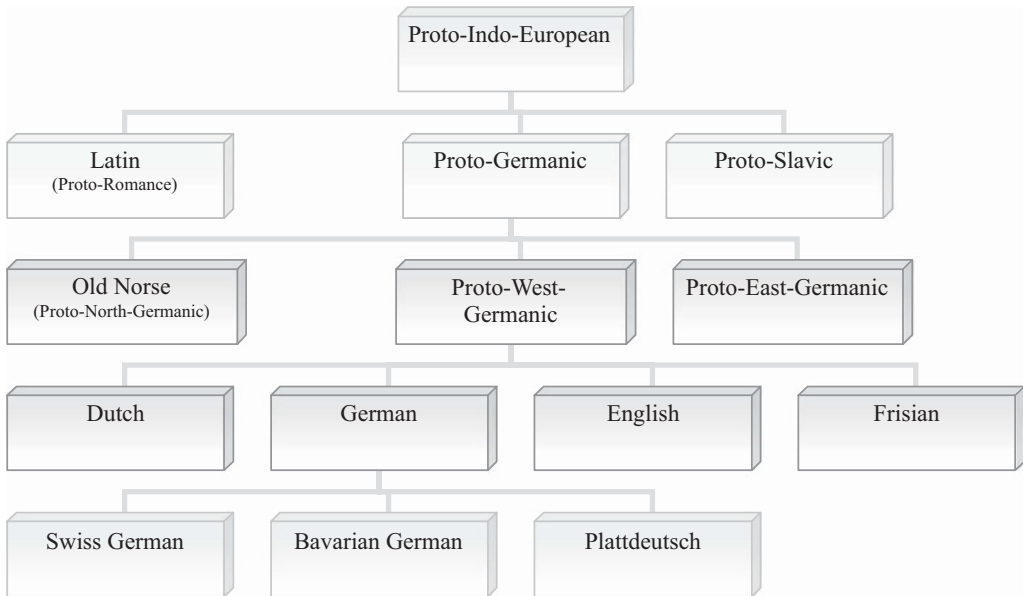 Proto-Indo-European
Latin
(Proto-Romance)
Proto-Germanic
Proto-Slavic
Old Norse
(Proto-North-Germanic)
Proto-West-
Germanic
Proto-East-Germanic
Dutch
German
English
Frisian
Swiss German
Bavarian German
Plattdeutsch